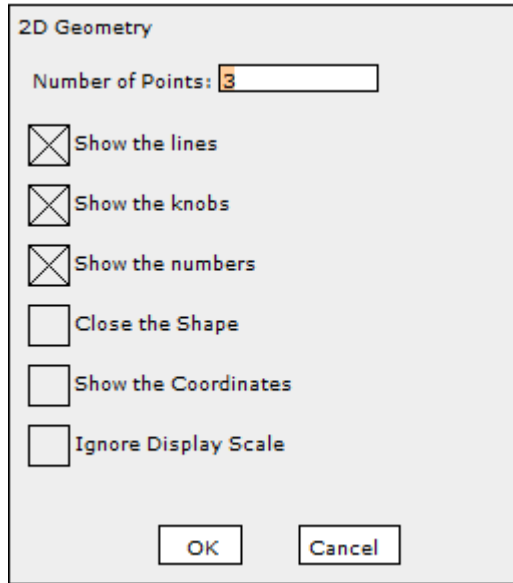 2D Geometry
Number of Points: 3
Show the lines
Show the knobs
Show the numbers
Close the Shape
Show the Coordinates
Ignore Display Scale
OK Cancel